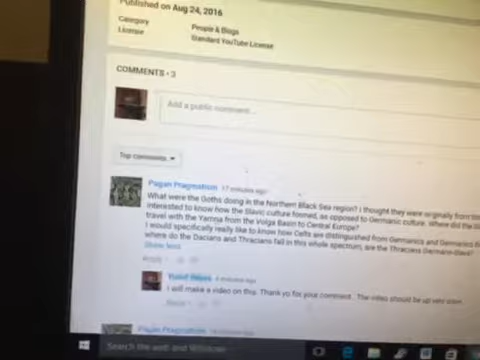 Published on Aug 24, 2016
Category People & Blogs
License Standard YouTube License
COMMENTS • 3
Add a public comment...
Top comments
Pagan Pragmatism 17 minutes ago
What were the Goths doing in the Northern Black Sea region? I thought they were originally from
interested to know how the Slavic culture formed, as opposed to Germanic culture. Where did the
travel with the Yamna from the Volga Basin to Central Europe?
I would specifically really like to know how Celts are distinguished from Germanics and Germanics
where do the Dacians and Thracians fall in this whole spectrum, are the Thracians Germano-Slavs?
Show less
Reply
minutes ago
I will make a video on this. Thank yo for your comment. The video should be up very soon
Reply
Pagan Pragmatism
Search the web and Windows